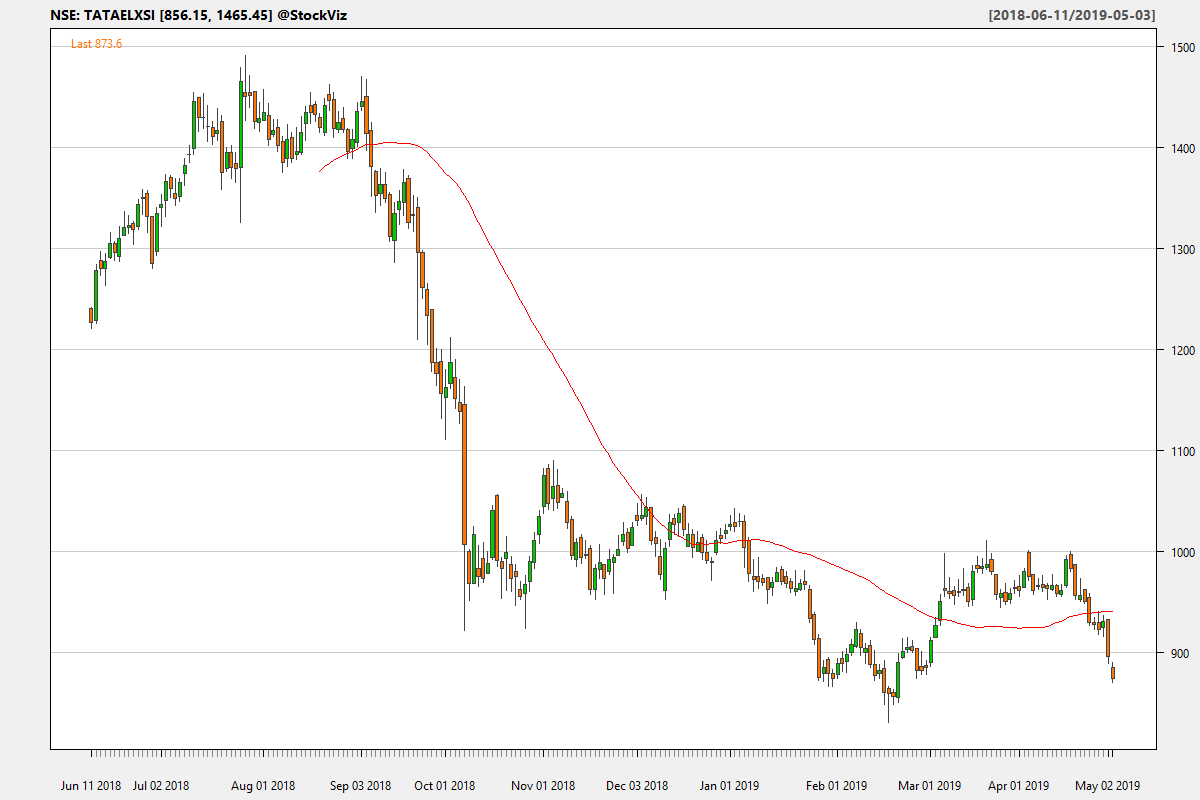 NSE: TATAELXSI [856.15, 1465.45] @StockViz [2018-06-11/2019-05-03]
Last 873.6
1500
1400
1300
1200
1100
1000
900
Jun 11 2018 Jul 02 2018 Aug 01 2018 Sep 03 2018 Oct 01 2018 Nov 01 2018 Dec 03 2018 Jan 01 2019 Feb 01 2019 Mar 01 2019 Apr 01 2019 May 02 2019